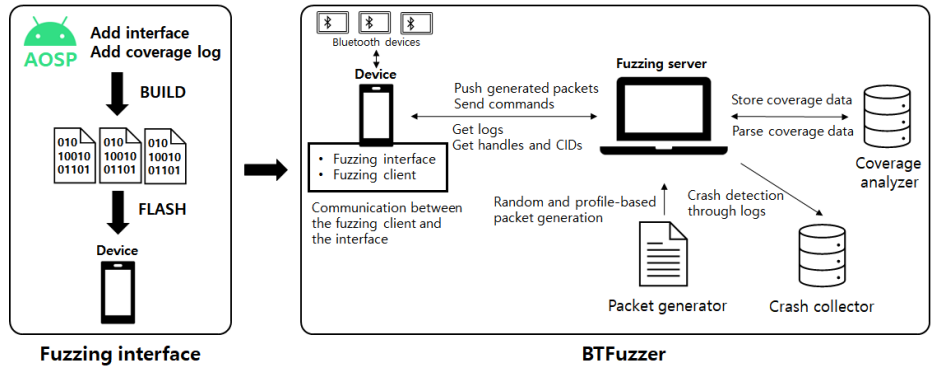 AOSP
Add interface
Add coverage log
BUILD
010
10010
01101
010
10010
01101
010
10010
01101
FLASH
Device
Fuzzing interface
Bluetooth devices
Device
• Fuzzing interface
• Fuzzing client
Communication between
the fuzzing client and
the interface
Push generated packets
Send commands
Get logs
Get handles and CIDs
Fuzzing server
Store coverage data
Parse coverage data
Coverage
analyzer
Random and profile-based
packet generation
Crash detection
through logs
Packet generator
Crash collector
BTFuzzer